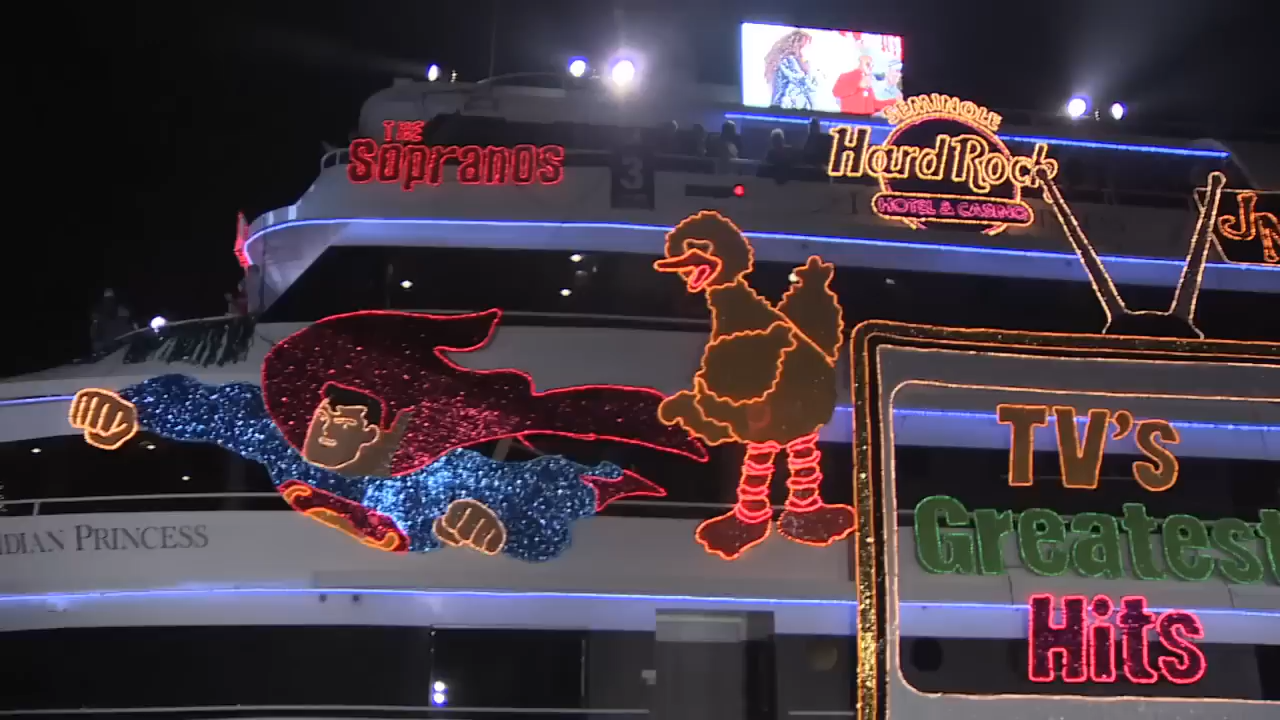 THE
Sopranos
3
SEMINOLE
Hard Rock
HOTEL & CASINO
TV's
Greatest
Hits
DIAN PRINCESS